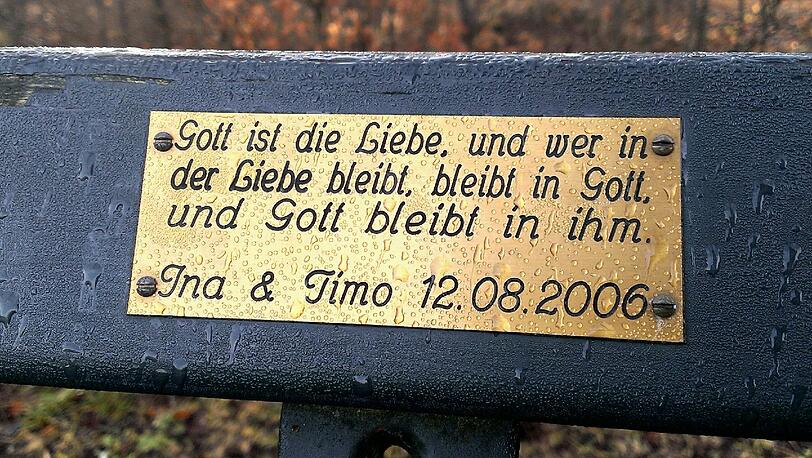 Gott ist die Liebe, und wer in
der Liebe bleibt, bleibt in Gott,
und Gott bleibt in ihm.
Ina & Timo 12.08.2006